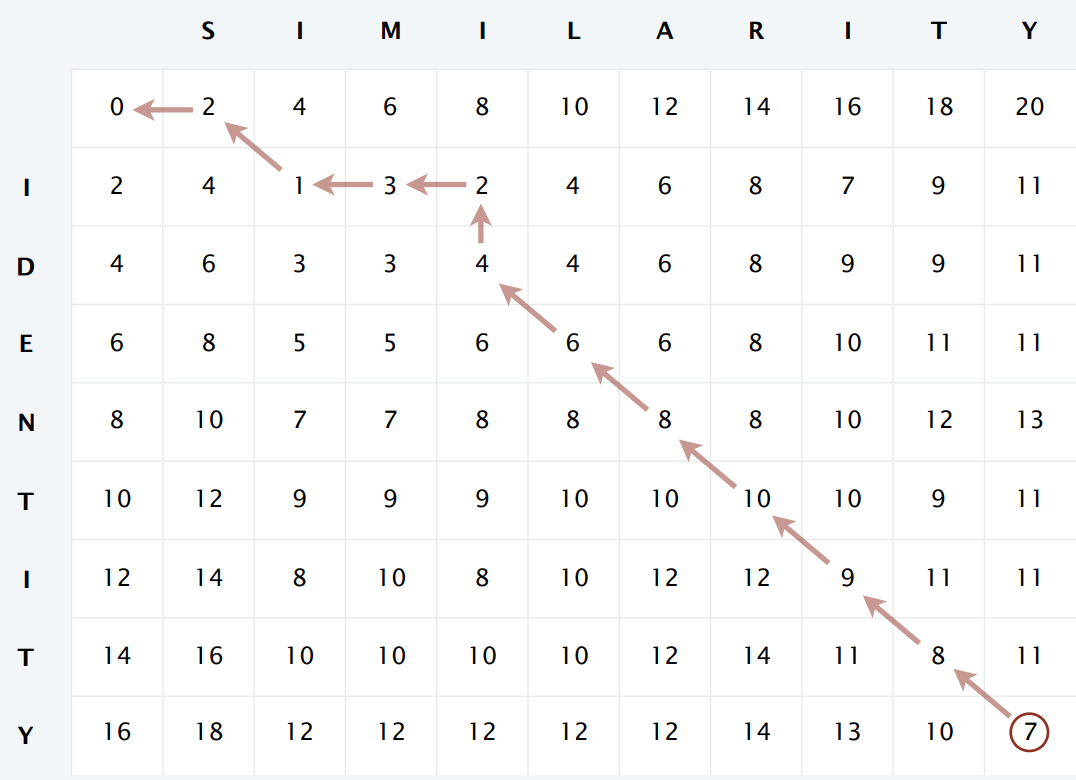 S I M I L A R I T Y
0 2 4 6 8 10 12 14 16 18 20
I 2 4 1 3 2 4 6 8 7 9 11
D 4 6 3 3 4 4 6 8 9 9 11
E 6 8 5 5 6 6 6 8 10 11 11
N 8 10 7 7 8 8 8 8 10 12 13
T 10 12 9 9 9 10 10 10 10 9 11
I 12 14 8 10 8 10 12 12 9 11 11
T 14 16 10 10 10 10 12 14 11 8 11
Y 16 18 12 12 12 12 12 14 13 10 7